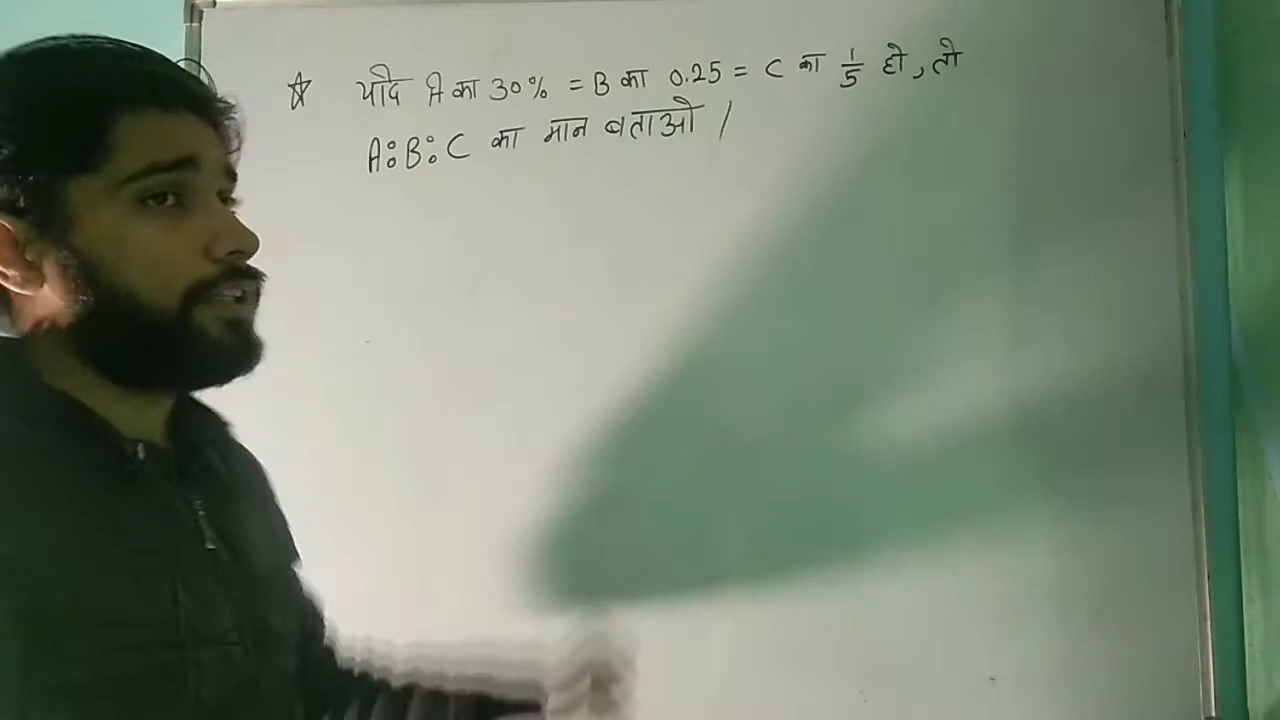 ☆ यदि A का 30% = B का 0.25 = C का 1/5 हो, तो
A:B:C का मान बताओ /